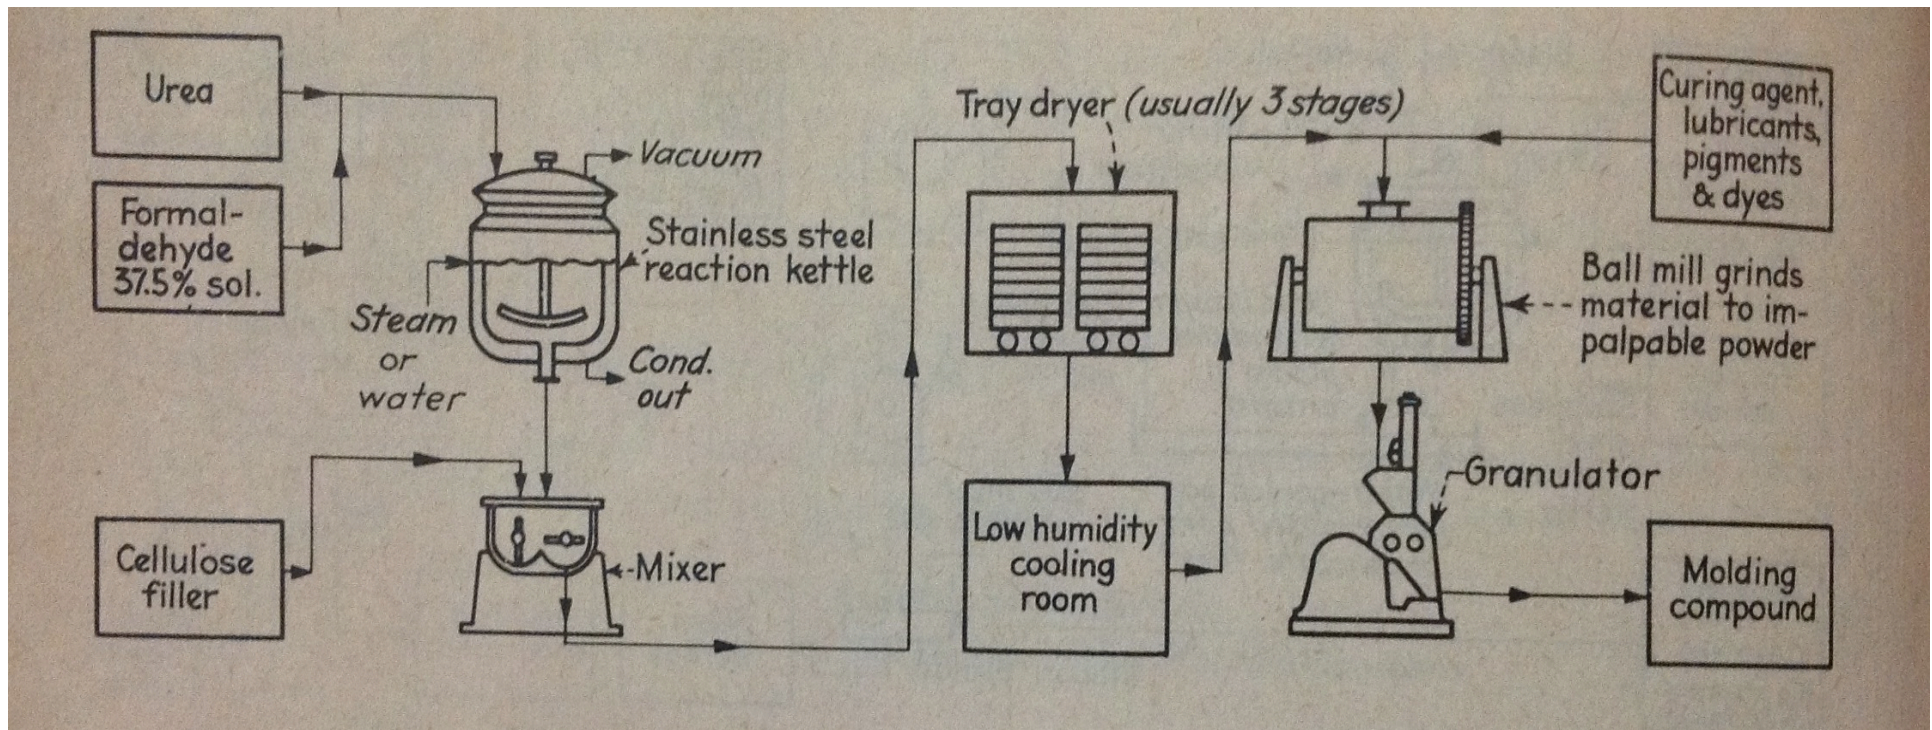 Urea
Formal-
dehyde
37.5% sol.
Vacuum
Stainless steel
reaction kettle
Steam
or
water
Cond.
out
Cellulose
filler
Mixer
Tray dryer (usually 3 stages)
Low humidity
cooling
room
Curing agent,
lubricants,
pigments
& dyes
Ball mill grinds
material to im-
palpable powder
Granulator
Molding
compound